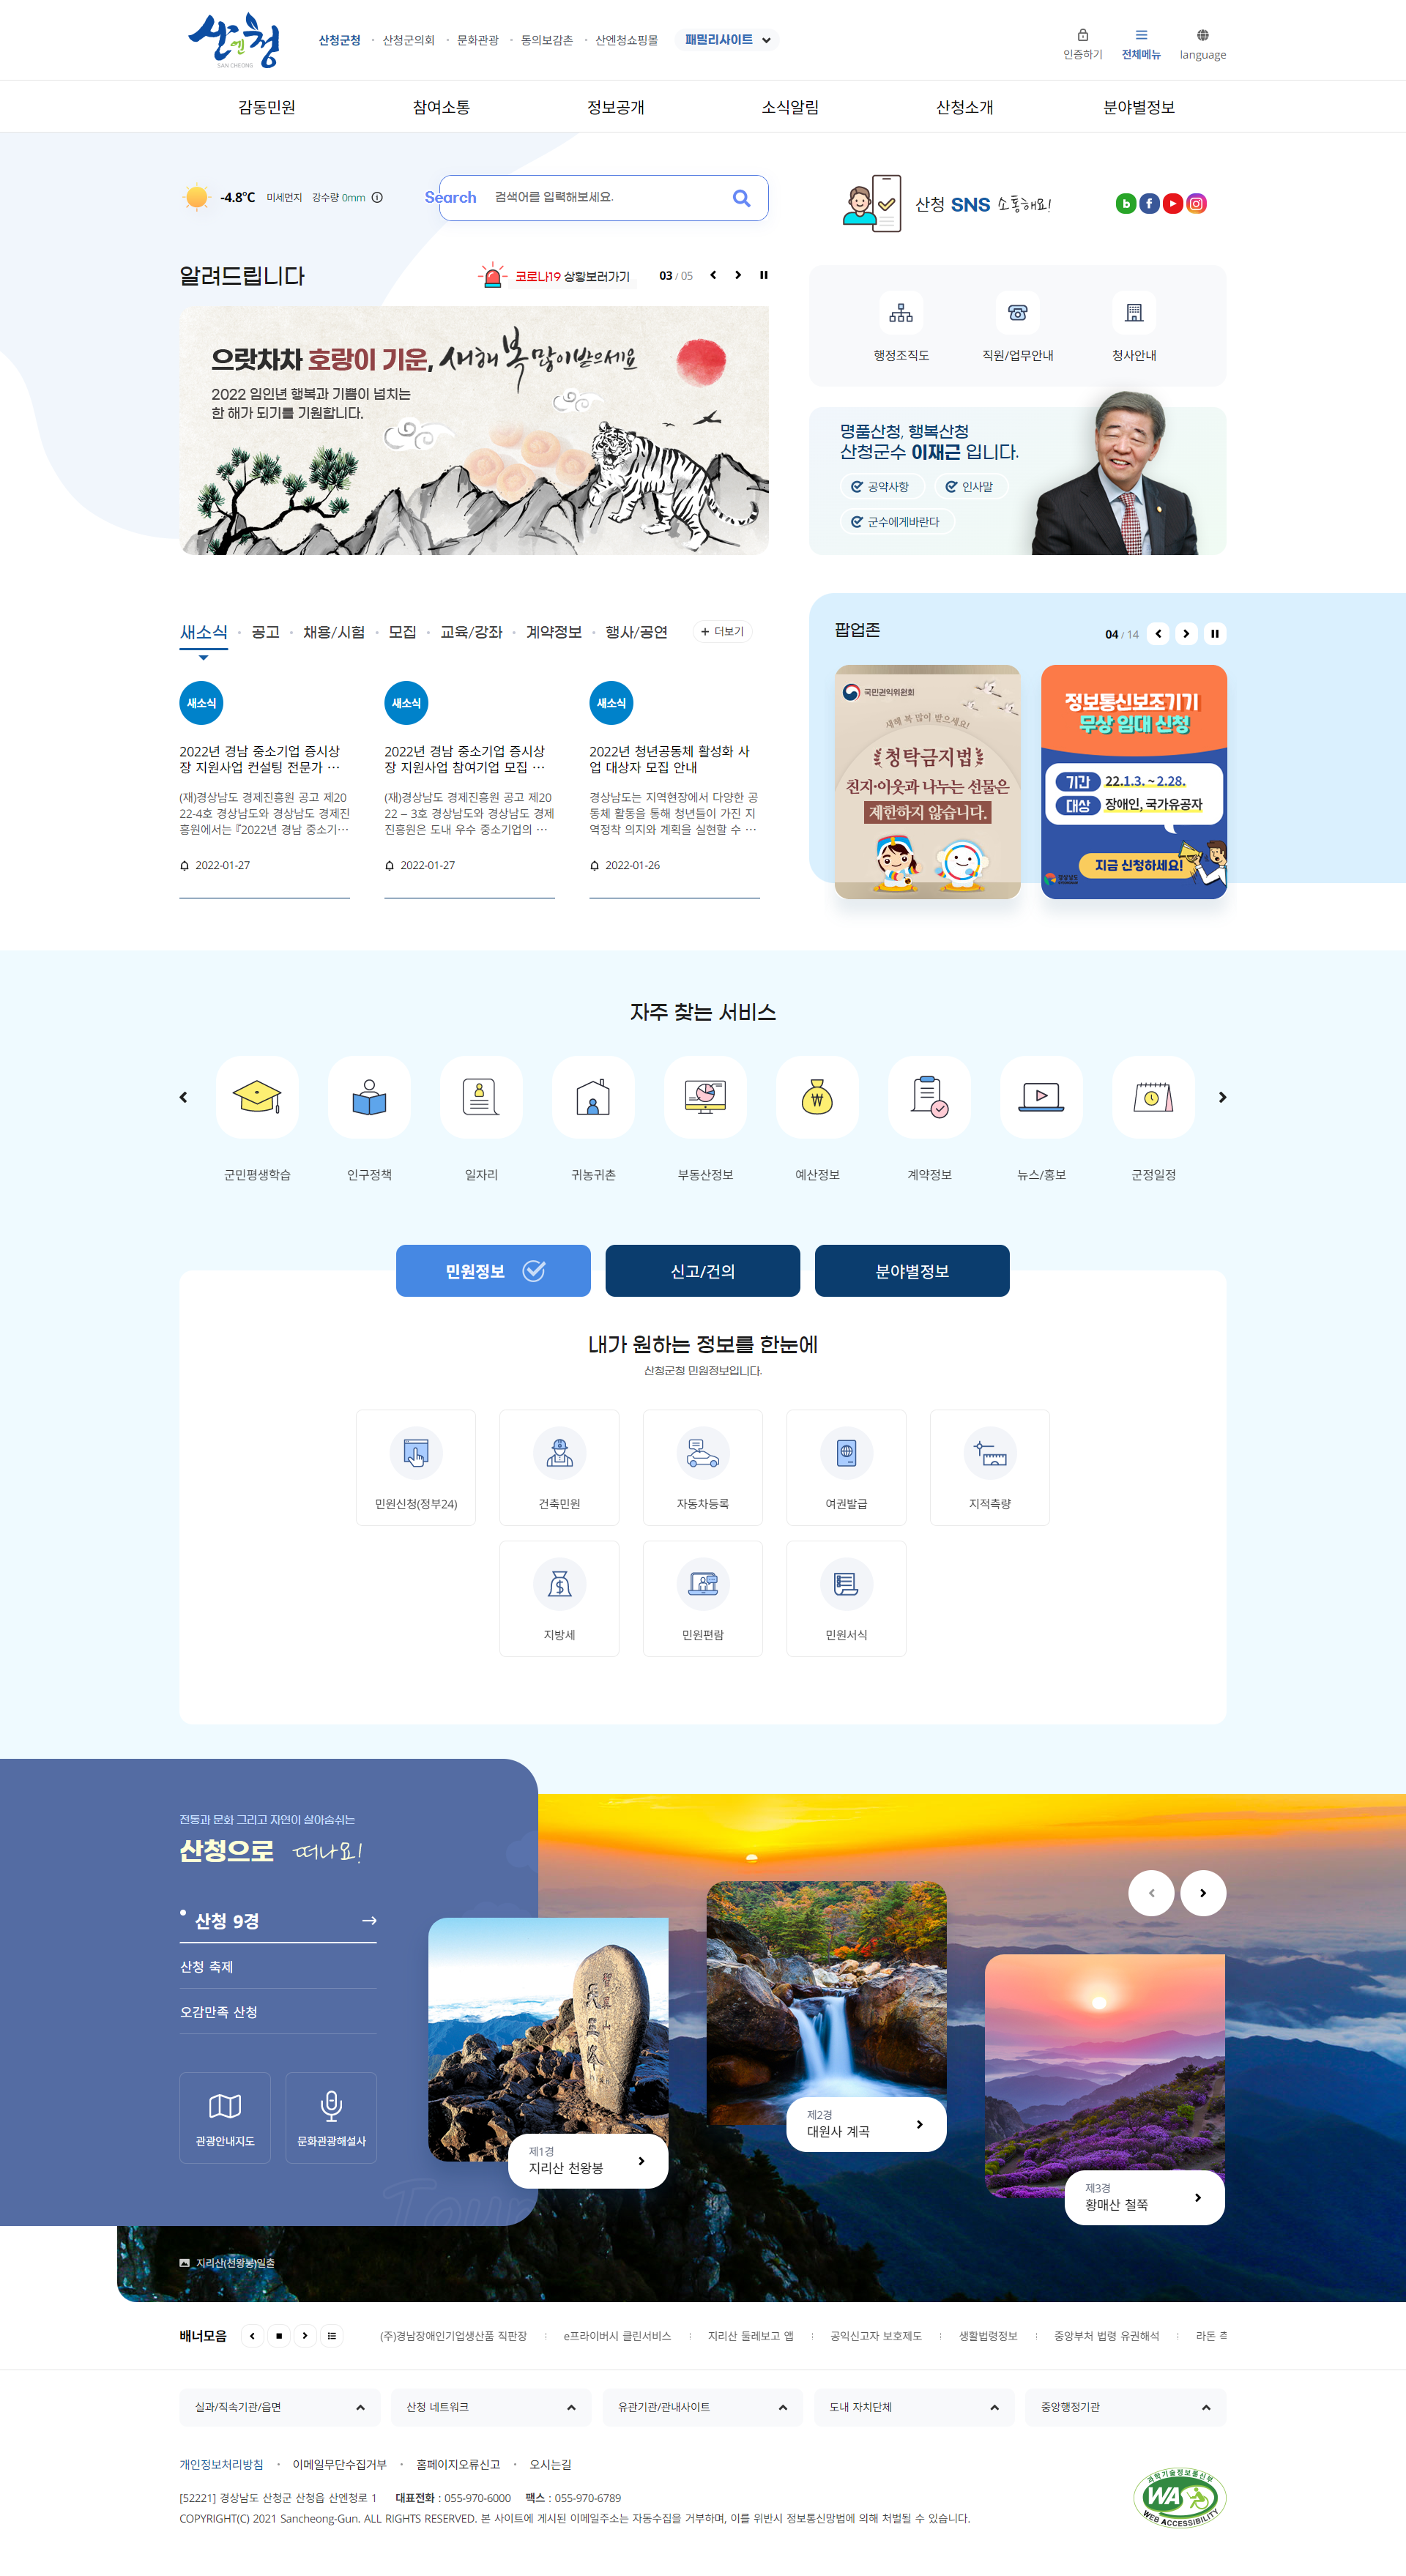 산엔청
SAN CHEONG
산청군청
산청군의회
문화관광
동의보감촌
산엔청쇼핑몰
패밀리사이트
인증하기
전체메뉴
language
감동민원
참여소통
정보공개
소식알림
산청소개
분야별정보
-4.8℃
미세먼지
강수량 0mm
Search
검색어를 입력해보세요.
산청 SNS 소통해요!
알려드립니다
코로나19 상황보러가기
03 / 05
으랏차차 호랑이 기운, 새해 복 많이받으세요
2022 임인년 행복과 기쁨이 넘치는
한 해가 되기를 기원합니다.
행정조직도
직원/업무안내
청사안내
명품산청, 행복산청
산청군수 이재근 입니다.
공약사항
인사말
군수에게바란다
새소식
공고
채용/시험
모집
교육/강좌
계약정보
행사/공연
+ 더보기
새소식
2022년 경남 중소기업 증시상
장 지원사업 컨설팅 전문가 …
(재)경상남도 경제진흥원 공고 제20
22-4호 경상남도와 경상남도 경제진
흥원에서는 『2022년 경남 중소기…
2022-01-27
새소식
2022년 경남 중소기업 증시상
장 지원사업 참여기업 모집 …
(재)경상남도 경제진흥원 공고 제20
22 – 3호 경상남도와 경상남도 경제
진흥원은 도내 우수 중소기업의 …
2022-01-27
새소식
2022년 청년공동체 활성화 사
업 대상자 모집 안내
경상남도는 지역현장에서 다양한 공
동체 활동을 통해 청년들이 가진 지
역정착 의지와 계획을 실현할 수 …
2022-01-26
팝업존
04 / 14
국민권익위원회
새해 복 많이 받으세요!
청탁금지법
친지·이웃과 나누는 선물은
제한하지 않습니다.
정보통신보조기기
무상 임대 신청
기간 22.1.3. ~ 2.28.
대상 장애인, 국가유공자
지금 신청하세요!
경상남도
자주 찾는 서비스
군민평생학습
인구정책
일자리
귀농귀촌
부동산정보
예산정보
계약정보
뉴스/홍보
군정일정
민원정보
신고/건의
분야별정보
내가 원하는 정보를 한눈에
산청군청 민원정보입니다.
민원신청(정부24)
건축민원
자동차등록
여권발급
지적측량
지방세
민원편람
민원서식
전통과 문화 그리고 자연이 살아숨쉬는
산청으로 떠나요!
산청 9경
산청 축제
오감만족 산청
관광안내지도
문화관광해설사
Tour
제1경
지리산 천왕봉
제2경
대원사 계곡
제3경
황매산 철쭉
지리산(천왕봉)일출
배너모음
(주)경남장애인기업생산품 직판장
e프라이버시 클린서비스
지리산 둘레보고 앱
공익신고자 보호제도
생활법령정보
중앙부처 법령 유권해석
라돈 측
실과/직속기관/읍면
산청 네트워크
유관기관/관내사이트
도내 자치단체
중앙행정기관
개인정보처리방침
이메일무단수집거부
홈페이지오류신고
오시는길
[52221] 경상남도 산청군 산청읍 산엔청로 1 대표전화 : 055-970-6000 팩스 : 055-970-6789
COPYRIGHT(C) 2021 Sancheong-Gun. ALL RIGHTS RESERVED. 본 사이트에 게시된 이메일주소는 자동수집을 거부하며, 이를 위반시 정보통신망법에 의해 처벌될 수 있습니다.
과학기술정보통신부
WA
WEB ACCESSIBILITY